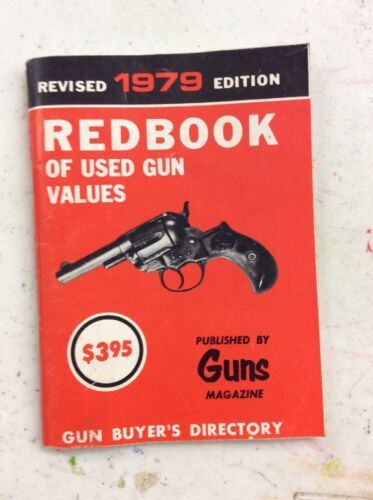 REVISED 1979 EDITION
REDBOOK
OF USED GUN
VALUES
$395
PUBLISHED BY
Guns
MAGAZINE
GUN BUYER'S DIRECTORY